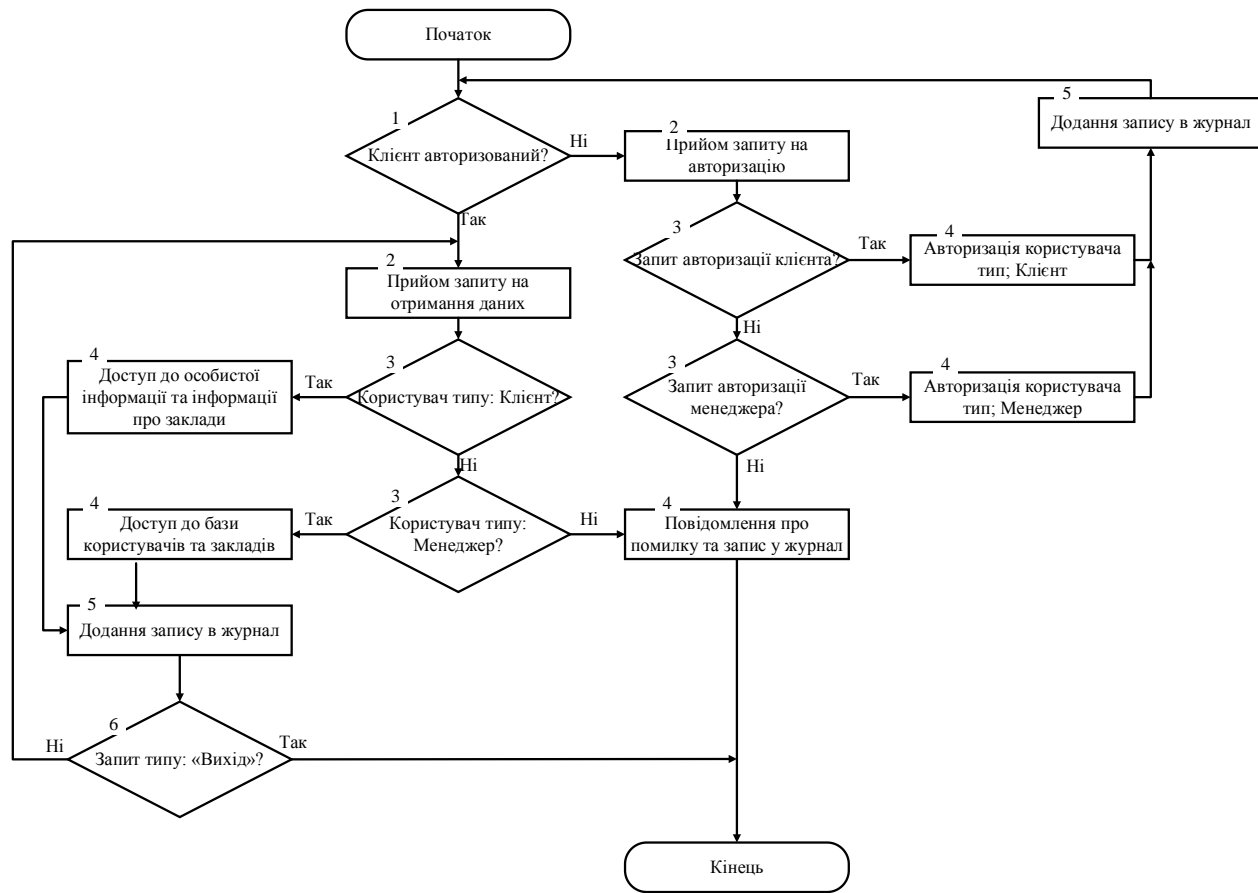 Початок
5
Додання запису в журнал
1
Клієнт авторизований?
Ні
2
Прийом запиту на
авторизацію
Так
3
Запит авторизації клієнта?
Так
4
Авторизація користувача
тип; Клієнт
2
Прийом запиту на
отримання даних
Ні
4
Доступ до особистої
інформації та інформації
про заклади
Так
3
Користувач типу: Клієнт?
3
Запит авторизації
менеджера?
Так
4
Авторизація користувача
тип; Менеджер
Ні
Ні
4
Доступ до бази
користувачів та закладів
Так
3
Користувач типу:
Менеджер?
Ні
4
Повідомлення про
помилку та запис у журнал
5
Додання запису в журнал
6
Ні
Запит типу: «Вихід»?
Так
Кінець